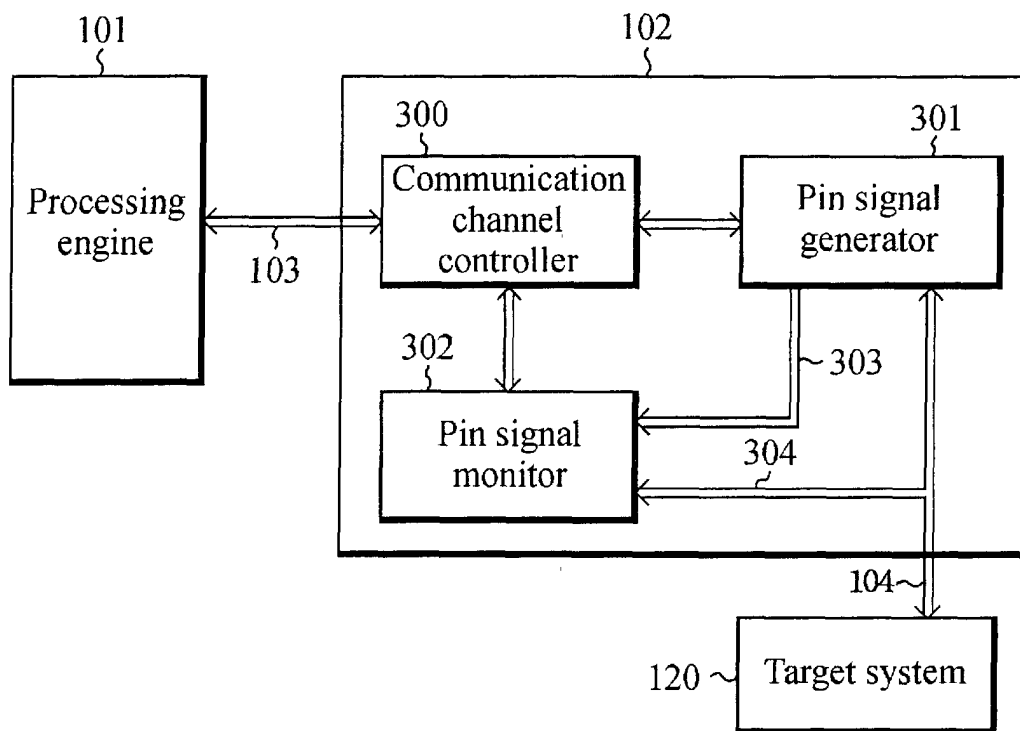 101
102
300
301
Processing
engine
Communication
channel
controller
Pin signal
generator
103
302
303
Pin signal
monitor
304
104
120
Target system